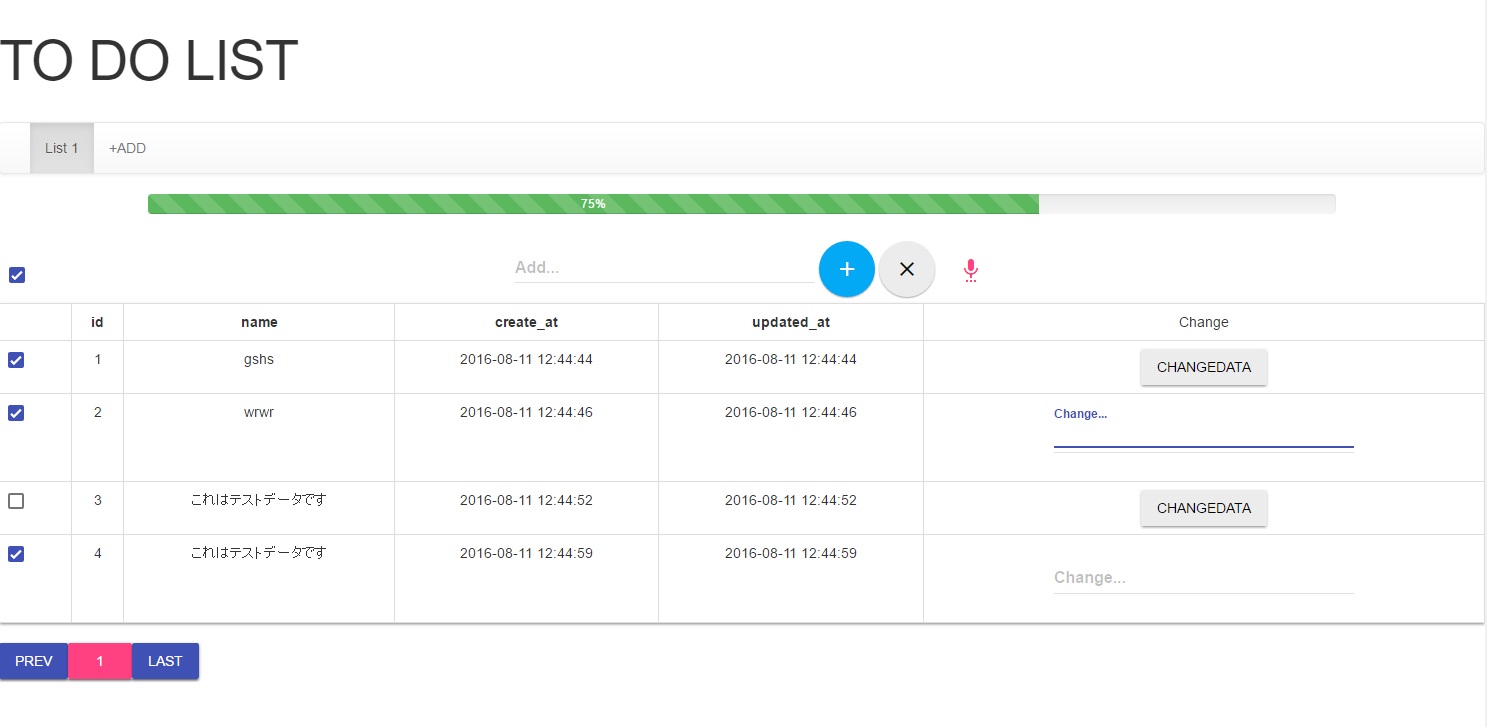 TO DO LIST
List 1 +ADD
75%
Add...
id name create_at updated_at Change
1 gshs 2016-08-11 12:44:44 2016-08-11 12:44:44 CHANGEDATA
2 wrwr 2016-08-11 12:44:46 2016-08-11 12:44:46 Change...
3 これはテストデータです 2016-08-11 12:44:52 2016-08-11 12:44:52 CHANGEDATA
4 これはテストデータです 2016-08-11 12:44:59 2016-08-11 12:44:59 Change...
PREV 1 LAST